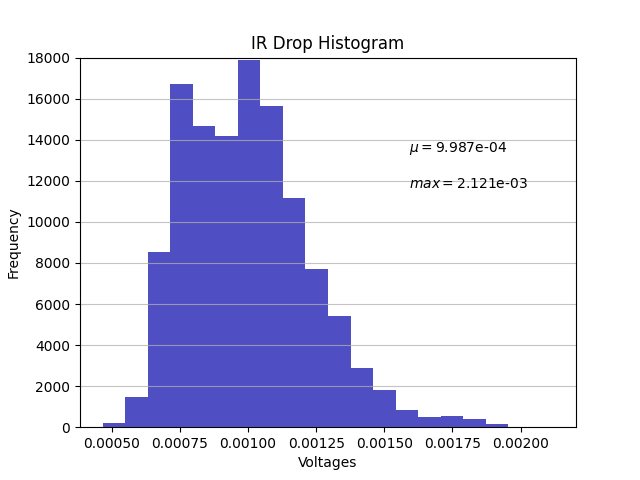 IR Drop Histogram
18000
16000
14000
12000
10000
8000
6000
4000
2000
0
Frequency
μ = 9.987e-04
max = 2.121e-03
0.00050 0.00075 0.00100 0.00125 0.00150 0.00175 0.00200
Voltages